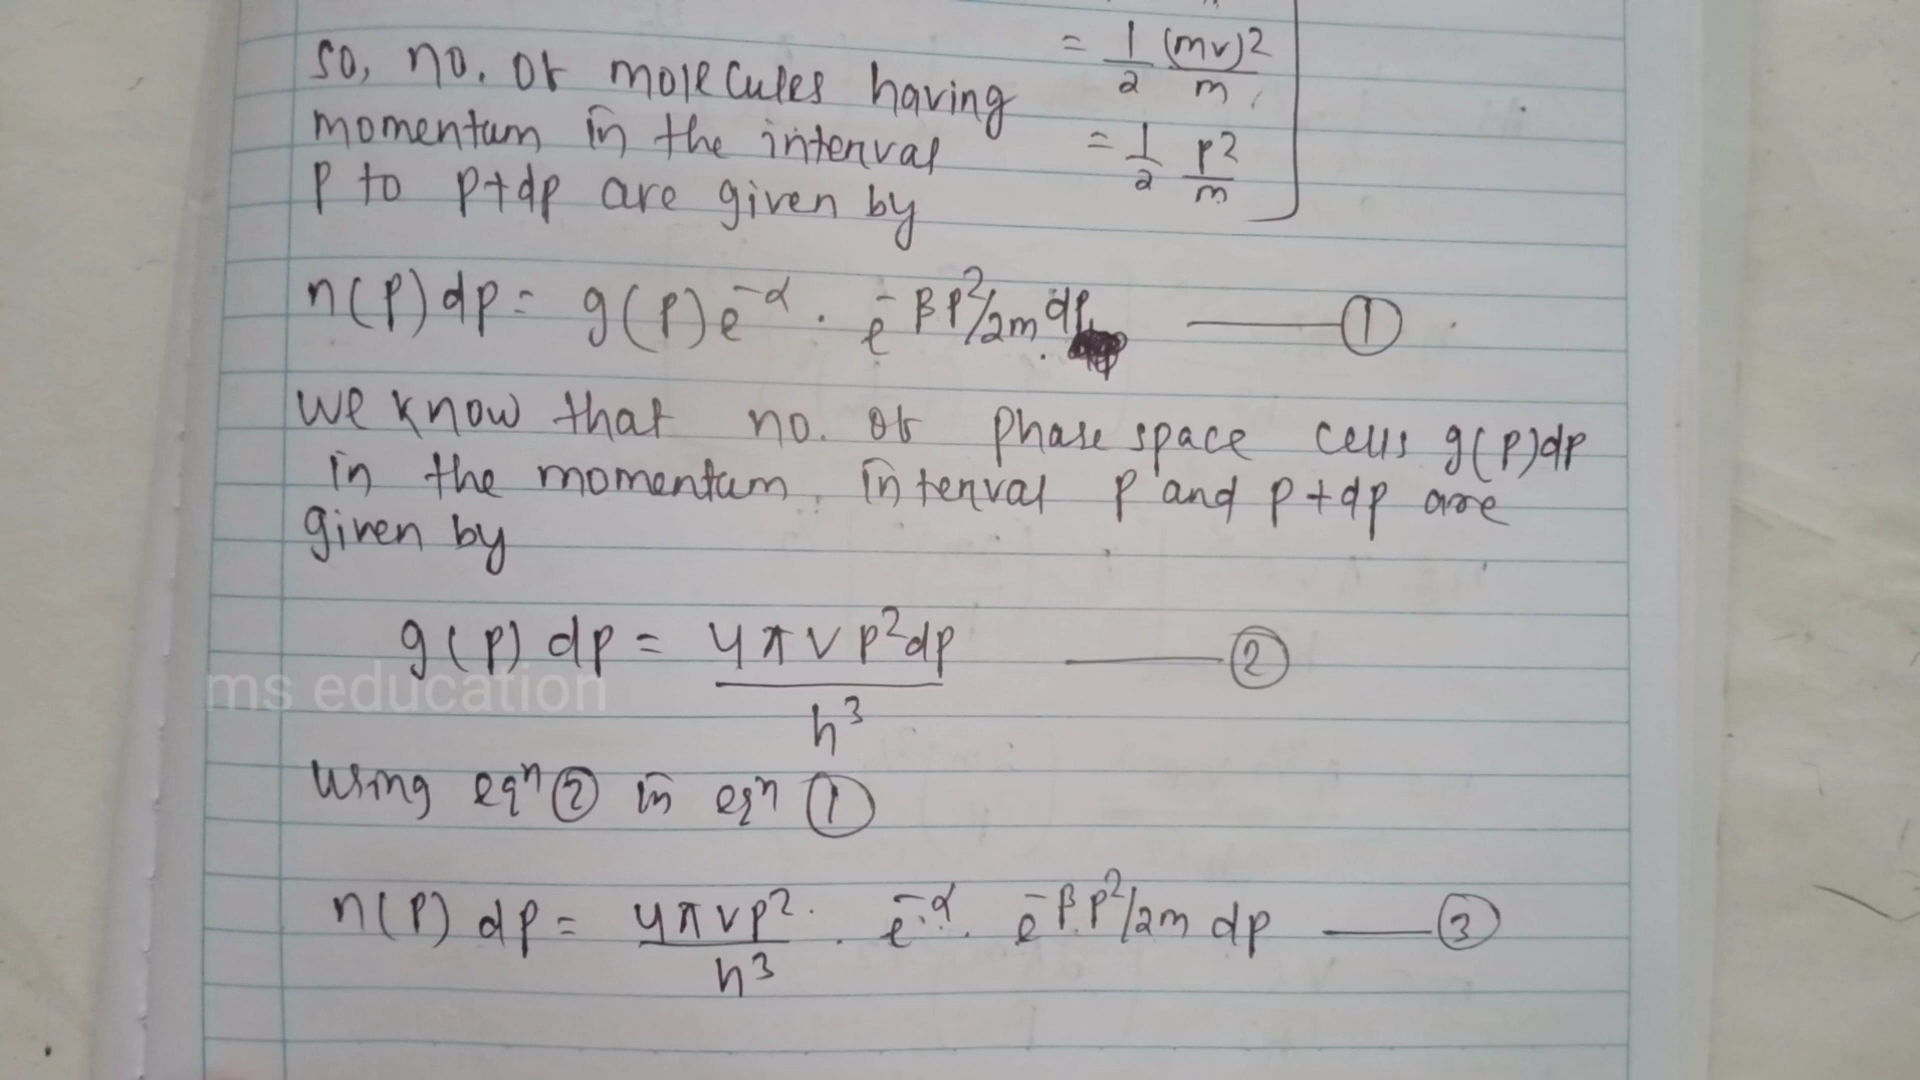 = 1/2 (mv)2/m
so, no. of molecules having
momentum in the interval
= 1/2 p2/m
p to p+dp are given by
n(p) dp = g(p) e^-α . e^-βp²/2m dp ——— ①
we know that no. of phase space cells g(p)dp
in the momentum interval p and p+dp are
given by
g(p) dp = 4πVp²dp / h³ ——— ②
ms education
using eqn ② in eqn ①
n(p) dp = 4πVp²/h³ . e^-α . e^-βp²/2m dp ——— ③